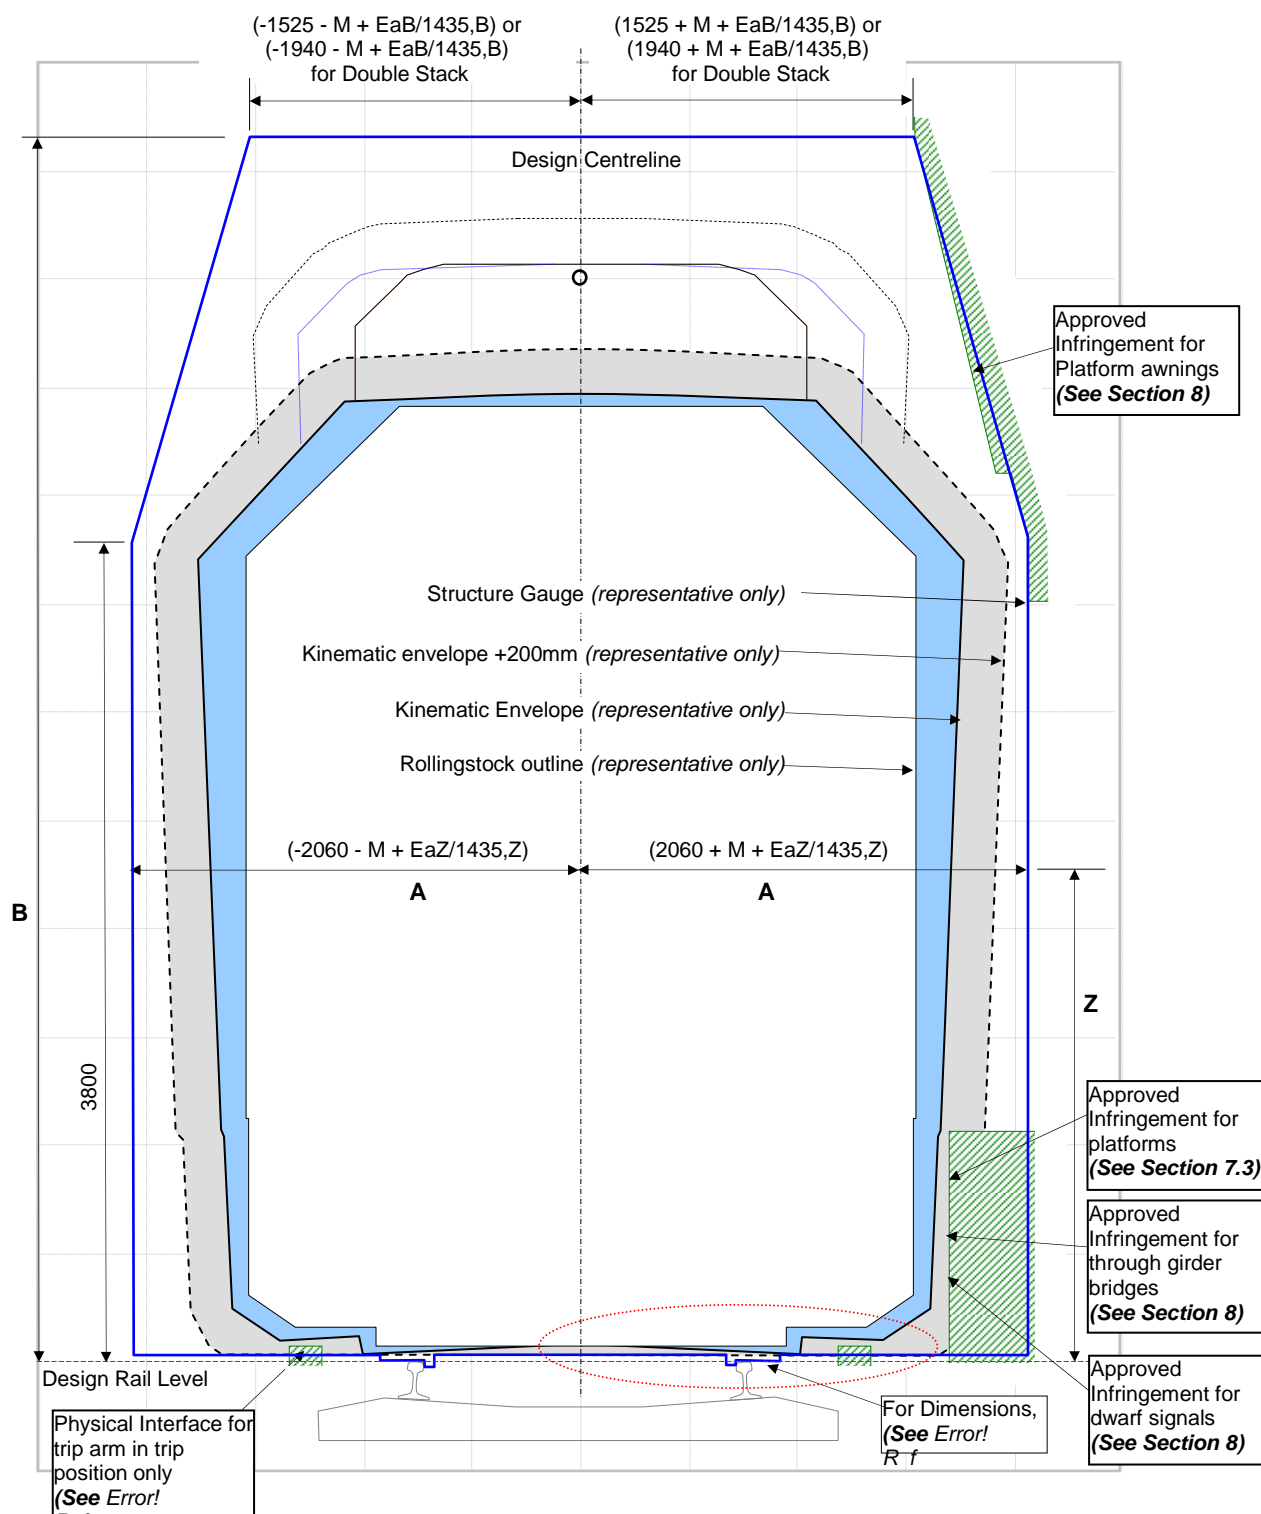 (-1525 - M + EaB/1435,B) or
(-1940 - M + EaB/1435,B)
for Double Stack
(1525 + M + EaB/1435,B) or
(1940 + M + EaB/1435,B)
for Double Stack
Design Centreline
Approved
Infringement for
Platform awnings
(See Section 8)
Structure Gauge (representative only)
Kinematic envelope +200mm (representative only)
Kinematic Envelope (representative only)
Rollingstock outline (representative only)
(-2060 - M + EaZ/1435,Z)
(2060 + M + EaZ/1435,Z)
A
A
B
Z
3800
Approved
Infringement for
platforms
(See Section 7.3)
Approved
Infringement for
through girder
bridges
(See Section 8)
Approved
Infringement for
dwarf signals
(See Section 8)
Design Rail Level
Physical Interface for
trip arm in trip
position only
(See Error!
For Dimensions,
(See Error!